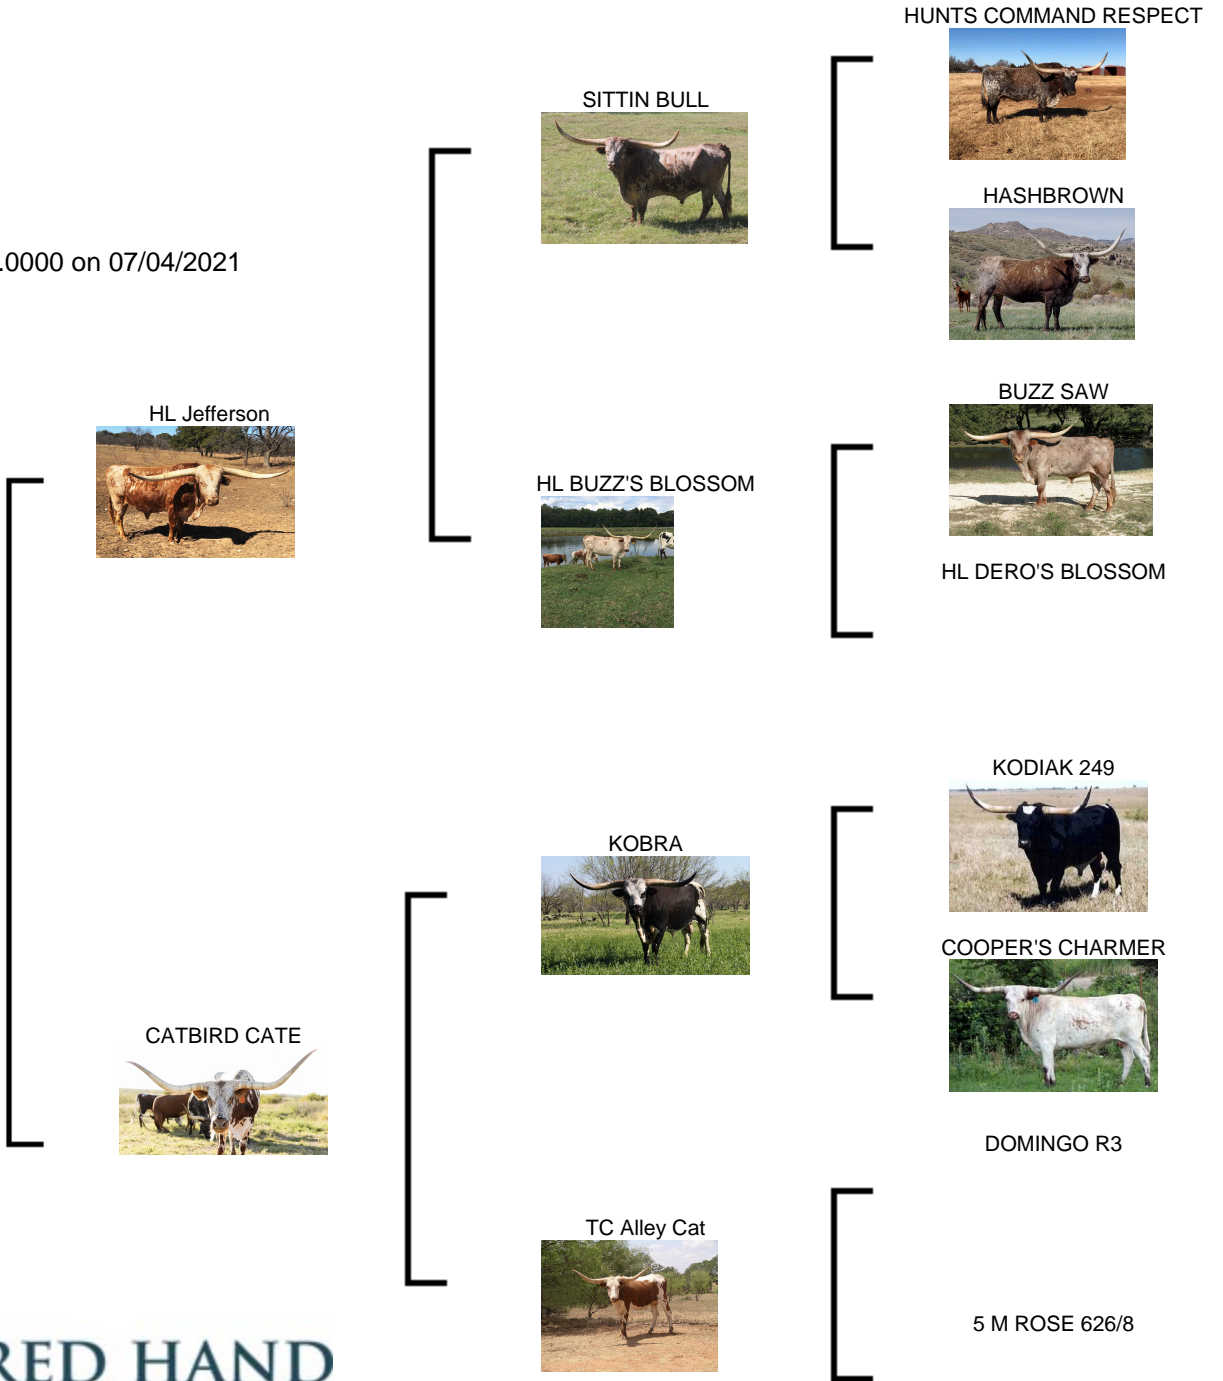 HUNTS COMMAND RESPECT
SITTIN BULL
HASHBROWN
.0000 on 07/04/2021
BUZZ SAW
HL Jefferson
HL BUZZ'S BLOSSOM
HL DERO'S BLOSSOM
KODIAK 249
KOBRA
COOPER'S CHARMER
CATBIRD CATE
DOMINGO R3
TC Alley Cat
5 M ROSE 626/8
RED HAND